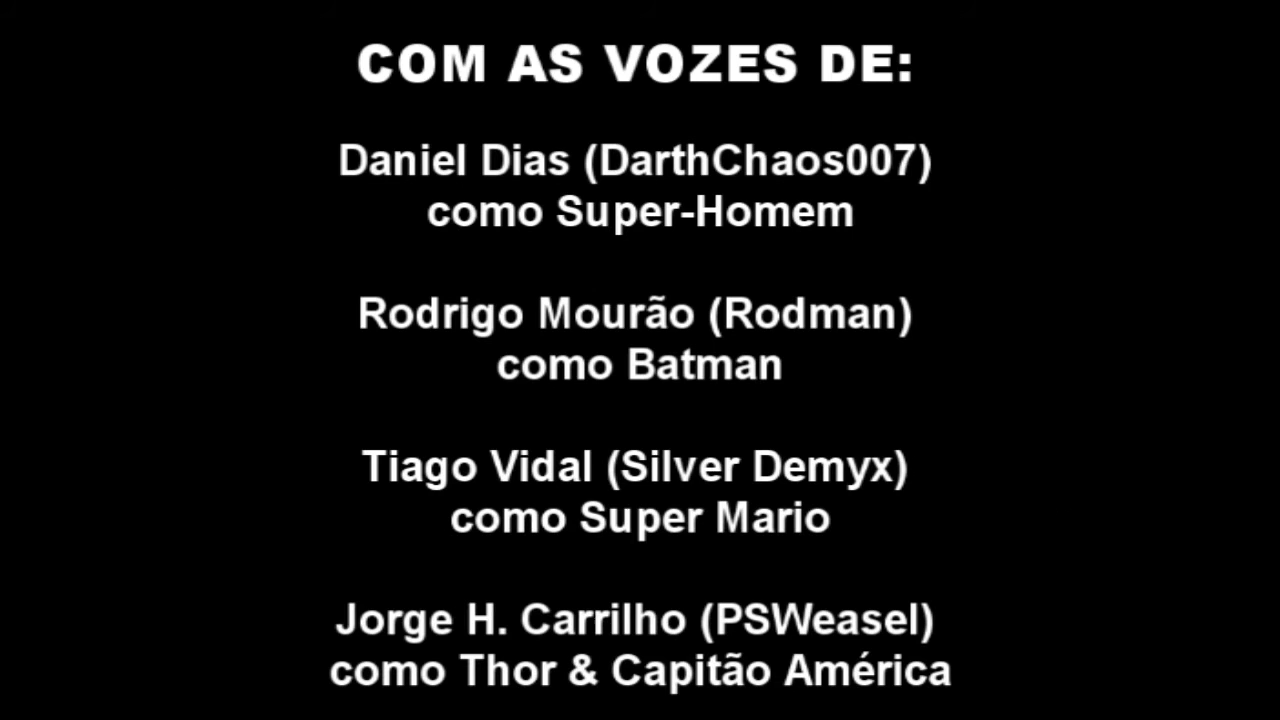 COM AS VOZES DE:
Daniel Dias (DarthChaos007)
como Super-Homem
Rodrigo Mourão (Rodman)
como Batman
Tiago Vidal (Silver Demyx)
como Super Mario
Jorge H. Carrilho (PSWeasel)
como Thor & Capitão América